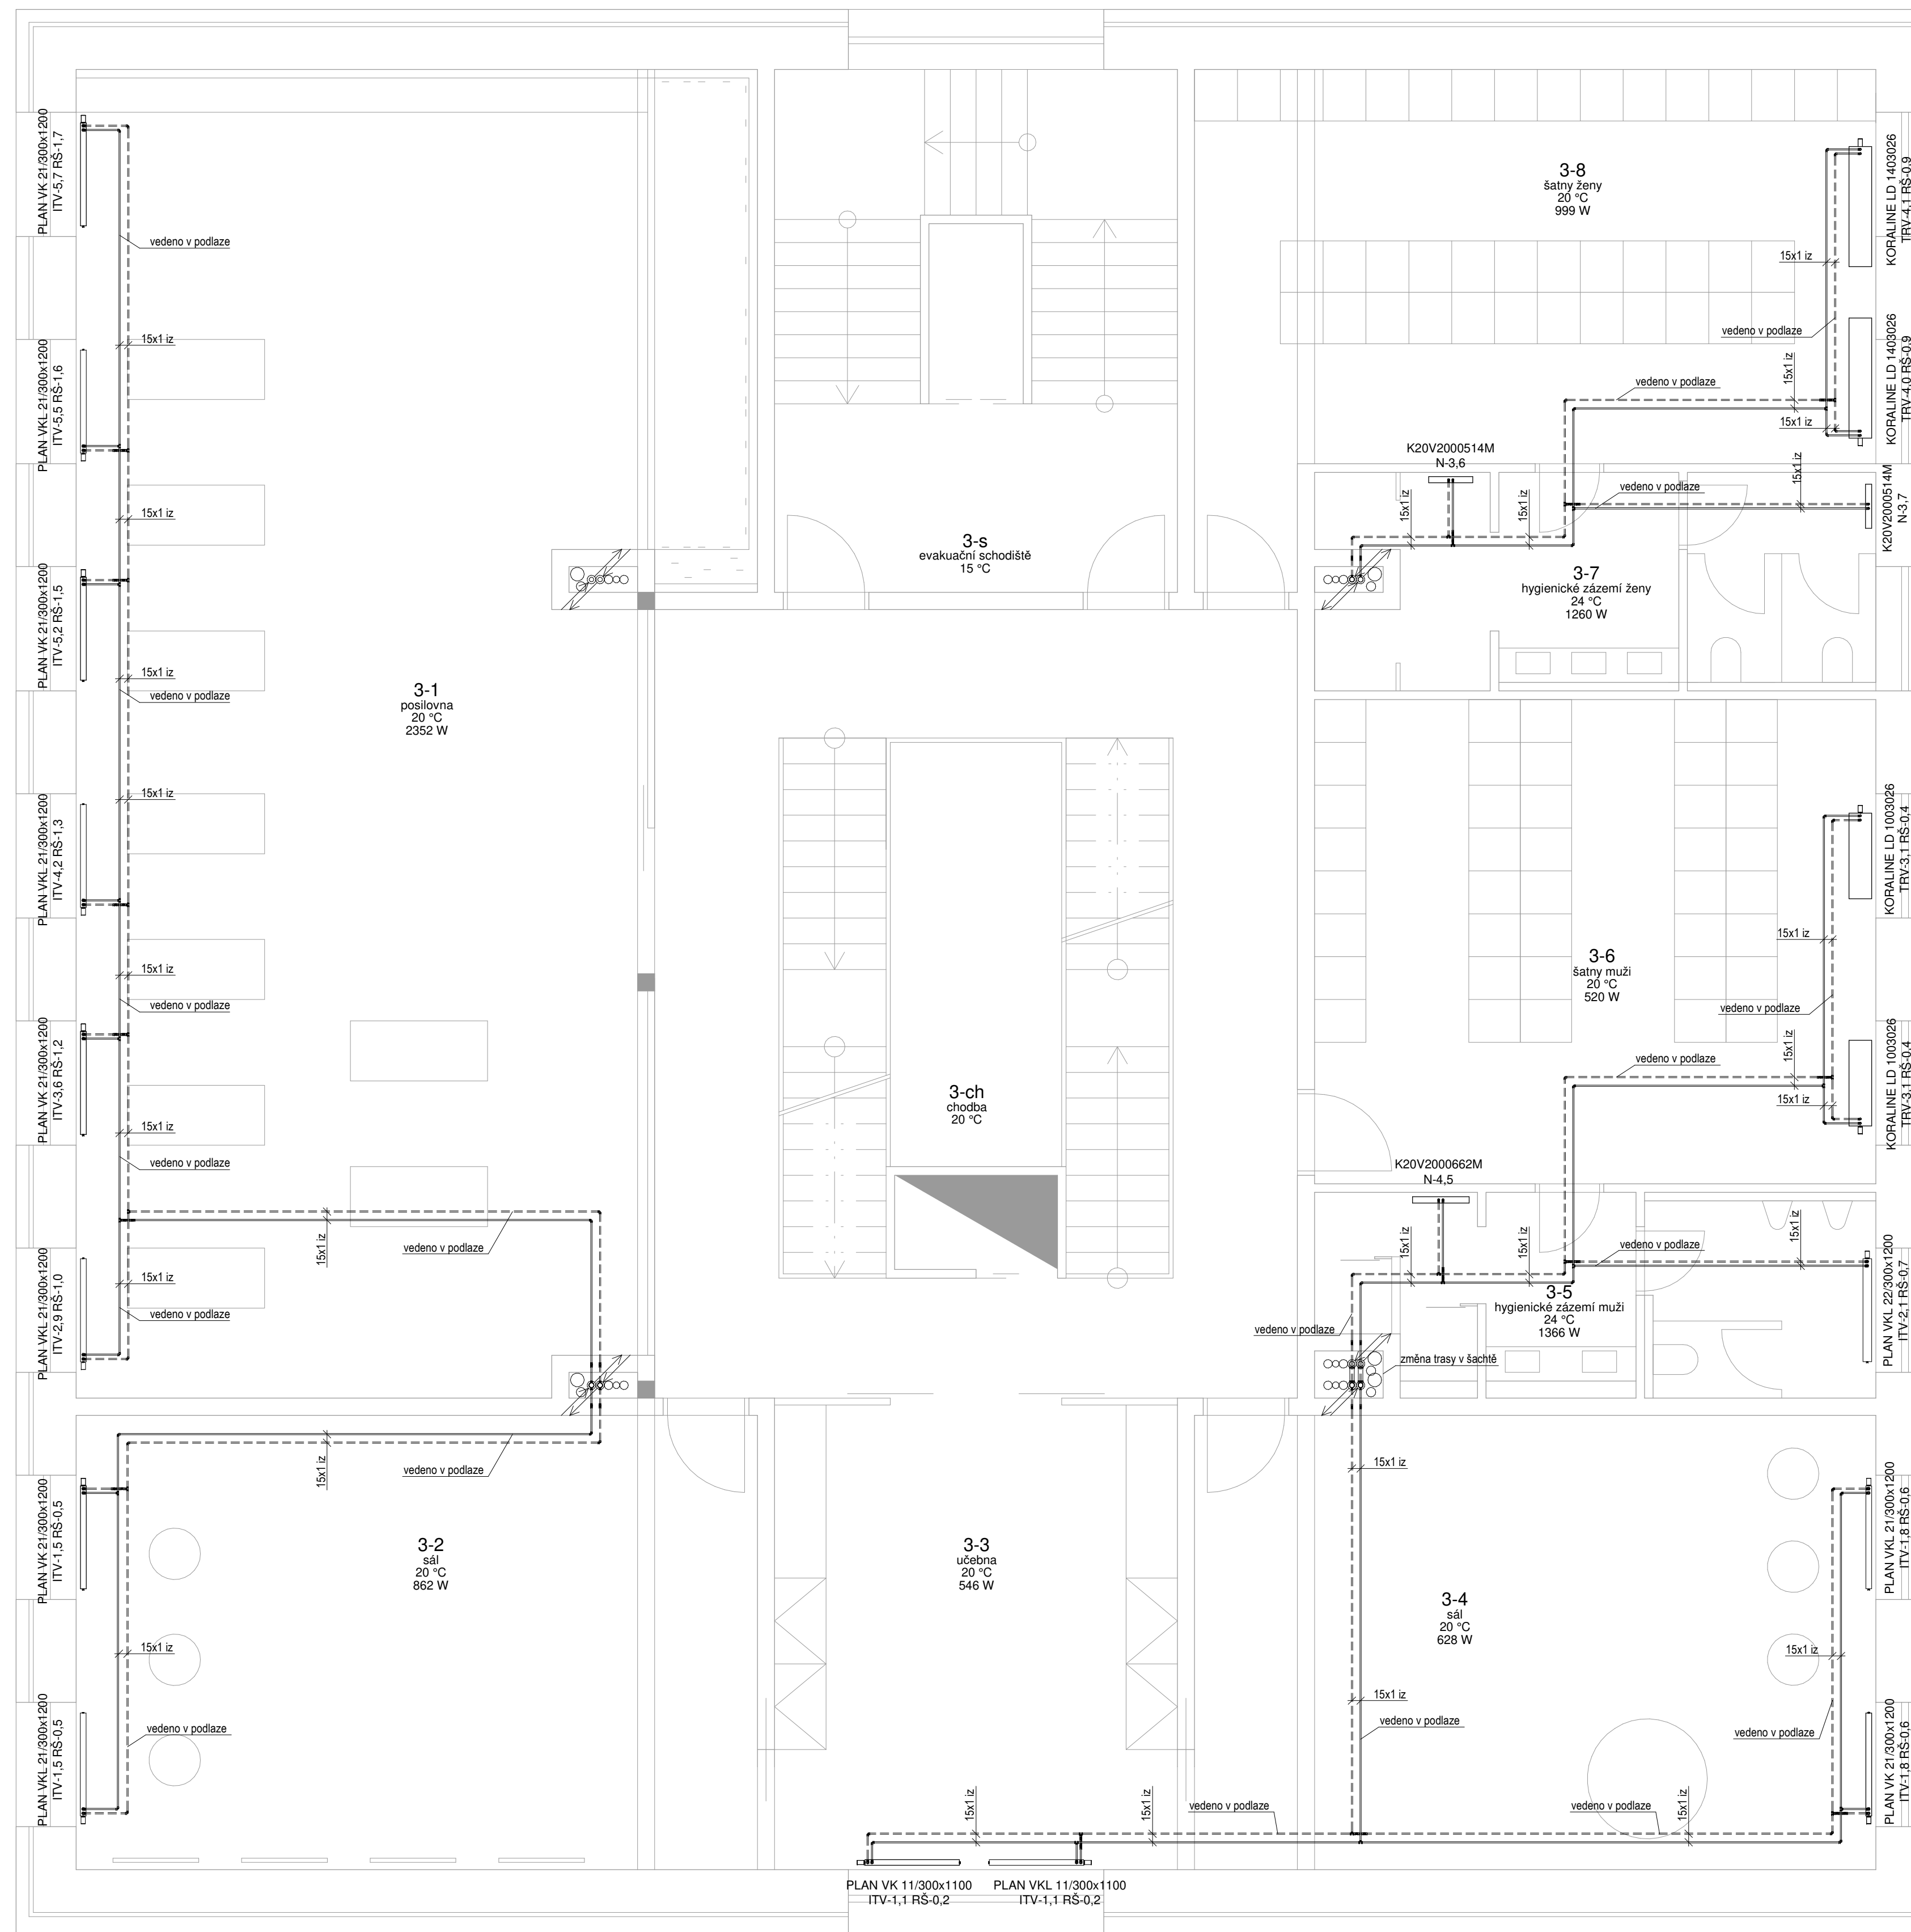 PLAN VK 21/300x1200
ITV-5,7 RŠ-1,7
vedeno v podlaze
15x1 iz
PLAN VKL 21/300x1200
ITV-5,5 RŠ-1,6
15x1 iz
PLAN VK 21/300x1200
ITV-5,2 RŠ-1,5
15x1 iz
vedeno v podlaze
3-1
posilovna
20 °C
2352 W
15x1 iz
PLAN VKL 21/300x1200
ITV-4,2 RŠ-1,3
15x1 iz
vedeno v podlaze
PLAN VK 21/300x1200
ITV-3,6 RŠ-1,2
15x1 iz
vedeno v podlaze
15x1 iz
vedeno v podlaze
PLAN VKL 21/300x1200
ITV-2,9 RŠ-1,0
15x1 iz
vedeno v podlaze
15x1 iz
vedeno v podlaze
PLAN VK 21/300x1200
ITV-1,5 RŠ-0,5
3-2
sál
20 °C
862 W
15x1 iz
PLAN VKL 21/300x1200
ITV-1,5 RŠ-0,5
vedeno v podlaze
3-s
evakuační schodiště
15 °C
3-ch
chodba
20 °C
3-3
učebna
20 °C
546 W
15x1 iz
15x1 iz
vedeno v podlaze
PLAN VK 11/300x1100
ITV-1,1 RŠ-0,2
PLAN VKL 11/300x1100
ITV-1,1 RŠ-0,2
3-8
šatny ženy
20 °C
999 W
KORALINE LD 1403026
TRV-4,1 RŠ-0,9
15x1 iz
vedeno v podlaze
KORALINE LD 1403026
TRV-4,0 RŠ-0,9
15x1 iz
vedeno v podlaze
15x1 iz
K20V2000514M
N-3,6
15x1 iz
15x1 iz
vedeno v podlaze
15x1 iz
K20V2000514M
N-3,7
3-7
hygienické zázemí ženy
24 °C
1260 W
KORALINE LD 1003026
TRV-3,1 RŠ-0,4
15x1 iz
3-6
šatny muži
20 °C
520 W
vedeno v podlaze
15x1 iz
vedeno v podlaze
15x1 iz
KORALINE LD 1003026
TRV-3,1 RŠ-0,4
K20V2000662M
N-4,5
15x1 iz
15x1 iz
vedeno v podlaze
15x1 iz
PLAN VKL 22/300x1200
ITV-2,1 RŠ-0,7
3-5
hygienické zázemí muži
24 °C
1366 W
vedeno v podlaze
změna trasy v šachtě
15x1 iz
PLAN VKL 21/300x1200
ITV-1,8 RŠ-0,6
3-4
sál
20 °C
628 W
15x1 iz
15x1 iz
vedeno v podlaze
vedeno v podlaze
PLAN VK 21/300x1200
ITV-1,8 RŠ-0,6
vedeno v podlaze
15x1 iz